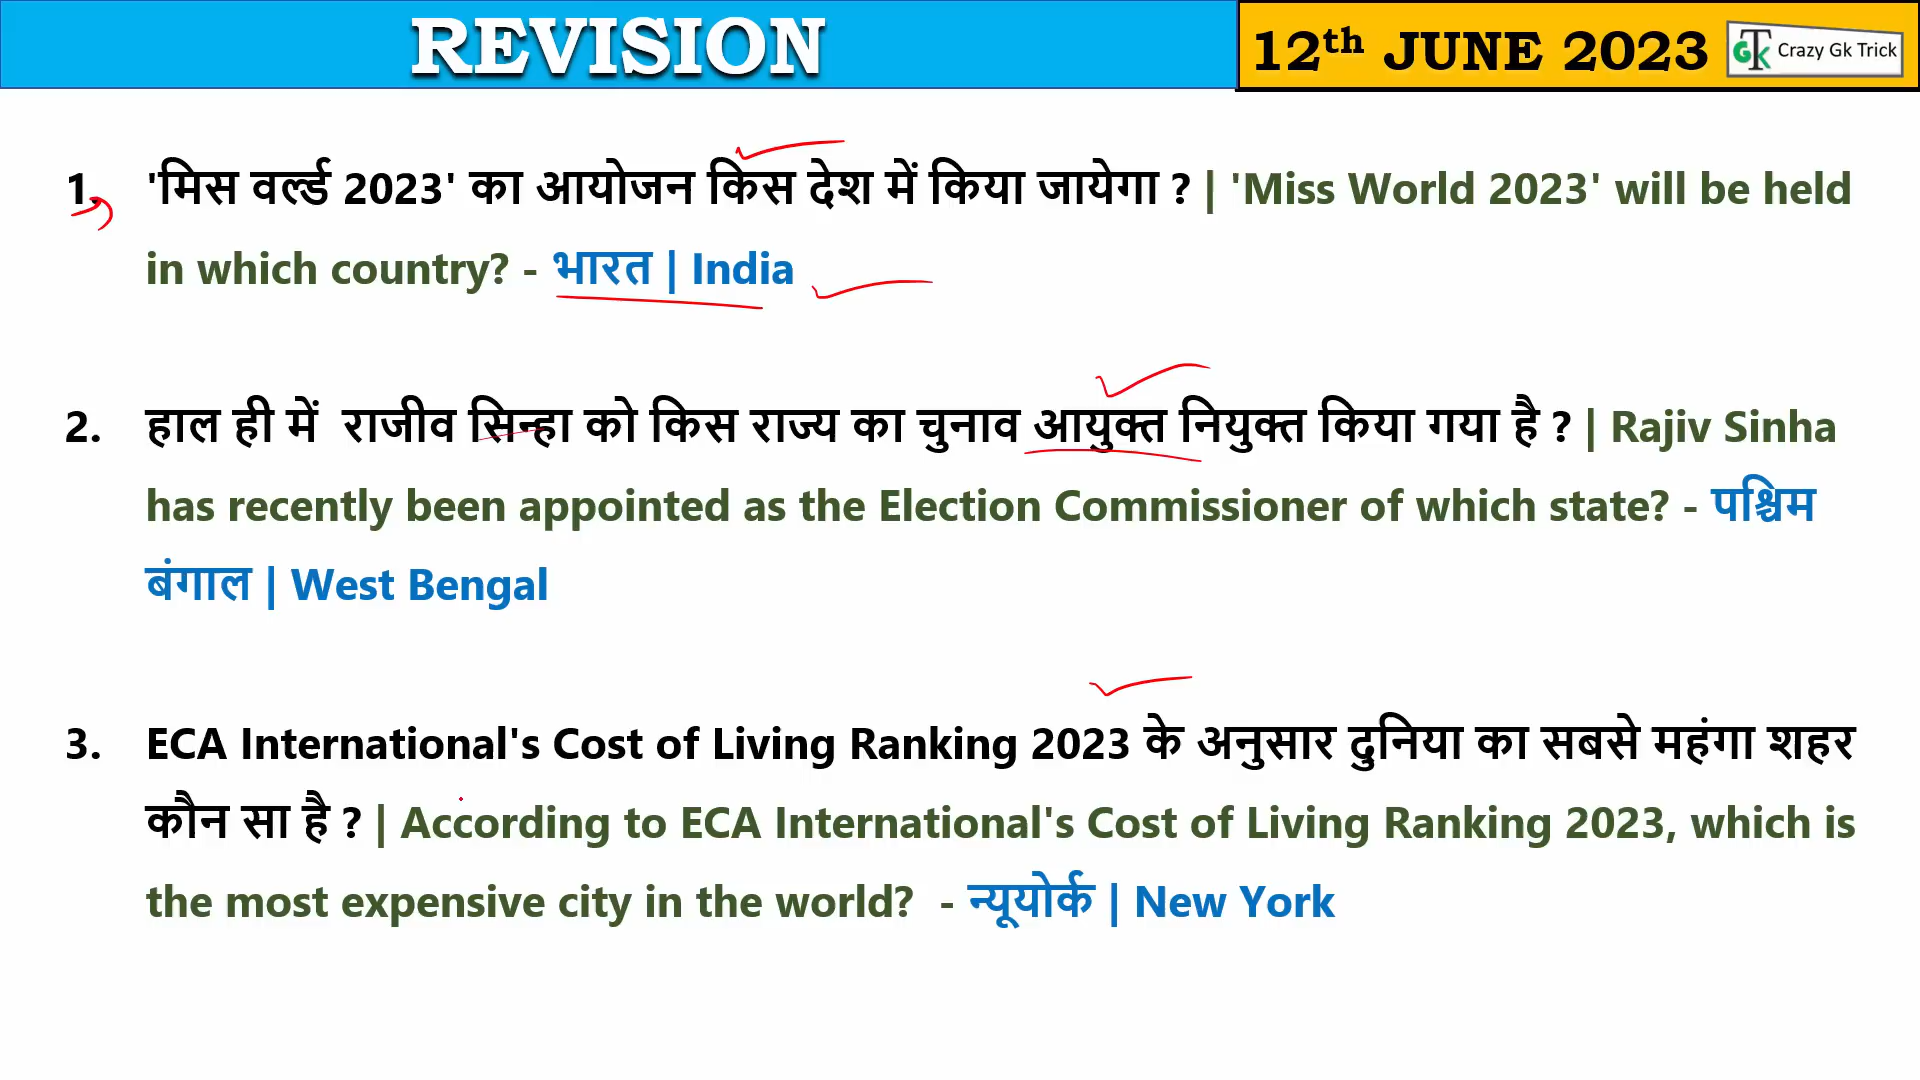 REVISION
12th JUNE 2023
GTK Crazy Gk Trick
1. 'मिस वर्ल्ड 2023' का आयोजन किस देश में किया जायेगा ? | 'Miss World 2023' will be held
in which country? - भारत | India
2. हाल ही में राजीव सिन्हा को किस राज्य का चुनाव आयुक्त नियुक्त किया गया है ? | Rajiv Sinha
has recently been appointed as the Election Commissioner of which state? - पश्चिम
बंगाल | West Bengal
3. ECA International's Cost of Living Ranking 2023 के अनुसार दुनिया का सबसे महंगा शहर
कौन सा है ? | According to ECA International's Cost of Living Ranking 2023, which is
the most expensive city in the world? - न्यूयोर्क | New York